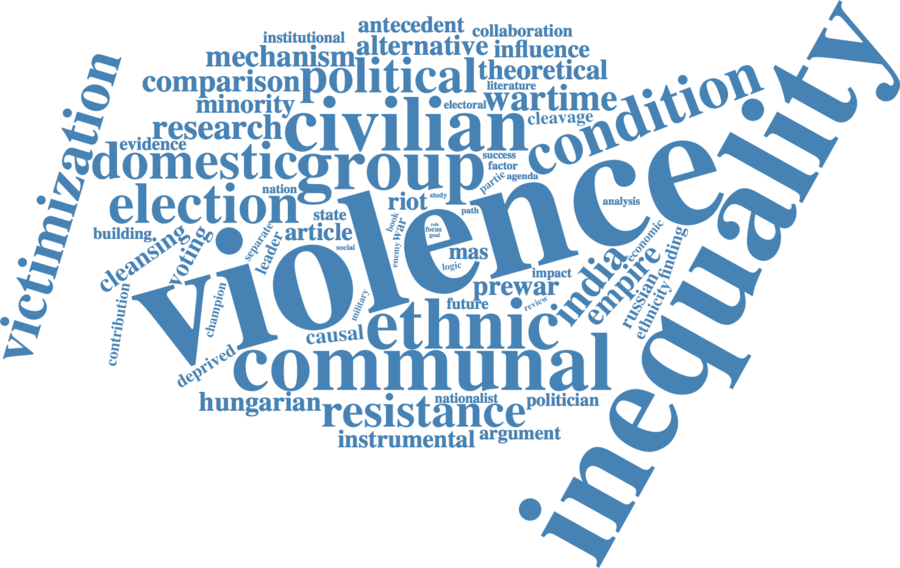 antecedent
collaboration
institutional
alternative
influence
mechanism
political
theoretical
comparison
literature
wartime
minority
electoral
cleavage
condition
inequality
victimization
research
civilian
evidence
domestic
group
success
factor
partic
agenda
nation
election
riot
study
violence
analysis
state
path
book
war
role
focus
goal
building
cleansing
voting
separate
leader
article
social
enemy
mas
logic
economic
india
empire
russian
ethnicity
funding
impact
prewar
contribution
champion
military
future
review
causal
ethnic
deprived
communal
hungarian
nationalist
politician
resistance
instrumental
argument